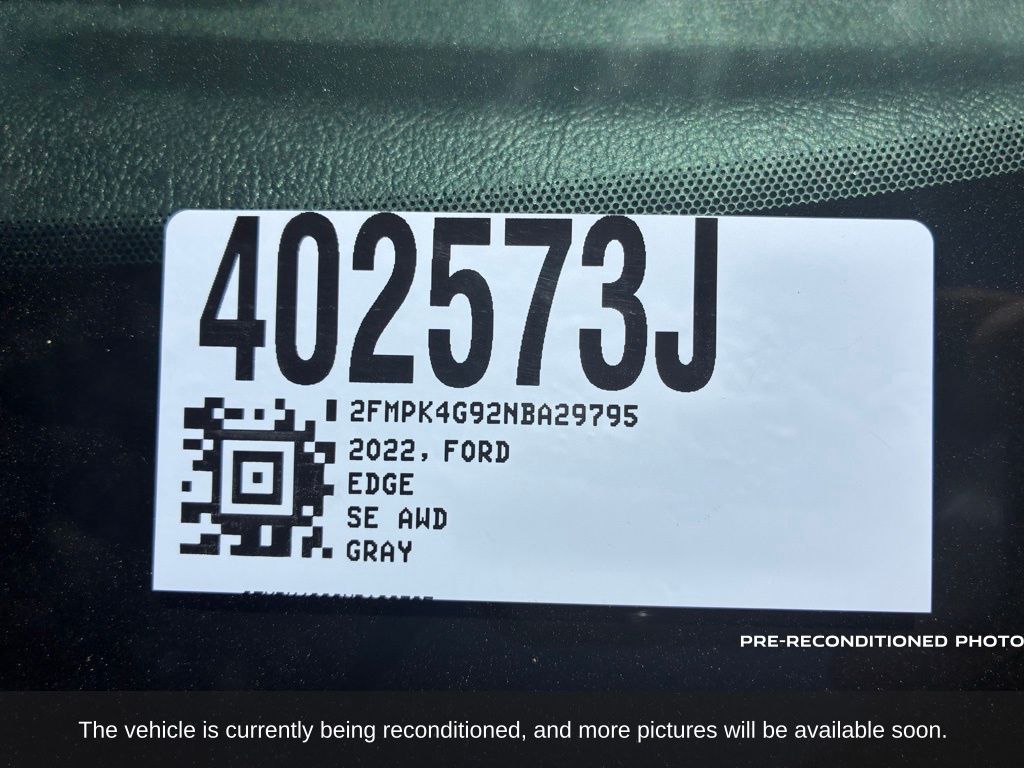 402573J
2FMPK4G92NBA29795
2022, FORD
EDGE
SE AWD
GRAY
PRE-RECONDITIONED PHOTO
The vehicle is currently being reconditioned, and more pictures will be available soon.